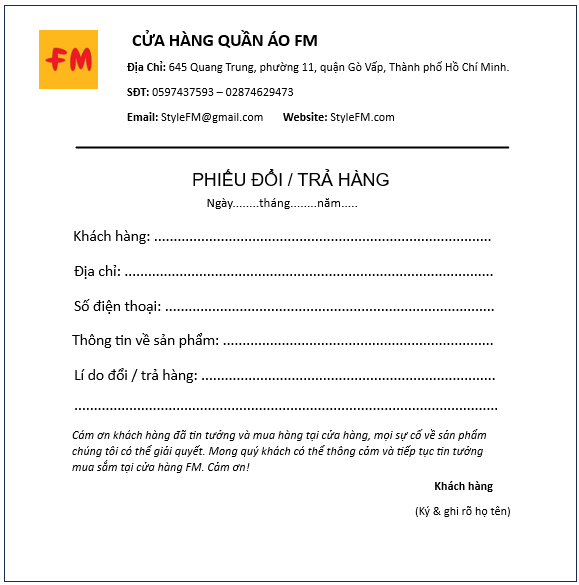 FM
CỬA HÀNG QUẦN ÁO FM
Địa Chỉ: 645 Quang Trung, phường 11, quận Gò Vấp, Thành phố Hồ Chí Minh.
SĐT: 0597437593 – 02874629473
Email: StyleFM@gmail.com Website: StyleFM.com
PHIẾU ĐỔI / TRẢ HÀNG
Ngày........tháng........năm.....
Khách hàng: ......................................................................................
Địa chỉ: ..............................................................................................
Số điện thoại: ....................................................................................
Thông tin về sản phẩm: .....................................................................
Lí do đổi / trả hàng: ...........................................................................
............................................................................................................
Cảm ơn khách hàng đã tin tưởng và mua hàng tại cửa hàng, mọi sự cố về sản phẩm
chúng tôi có thể giải quyết. Mong quý khách có thể thông cảm và tiếp tục tin tưởng
mua sắm tại cửa hàng FM. Cảm ơn!
Khách hàng
(Ký & ghi rõ họ tên)